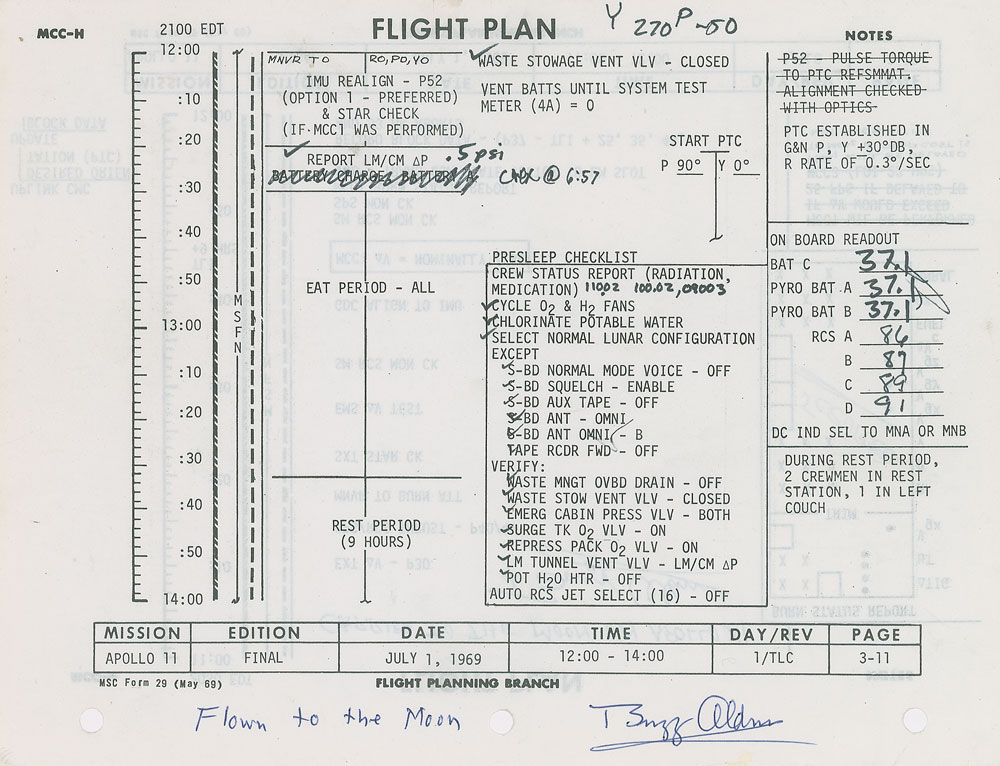 Y 270 P -50
MCC-H
2100 EDT
FLIGHT PLAN
NOTES
12:00
:10
:20
:30
:40
:50
13:00
:10
:20
:30
:40
:50
14:00
M
S
F
N
MNVR TO RO, PO, YO
IMU REALIGN - P52
(OPTION 1 - PREFERRED)
& STAR CHECK
(IF MCC1 WAS PERFORMED)
REPORT LM/CM ΔP .5 psi
BATTERY CHARGE, BATTERY
@ 6:57
EAT PERIOD - ALL
REST PERIOD
(9 HOURS)
WASTE STOWAGE VENT VLV - CLOSED
VENT BATTS UNTIL SYSTEM TEST
METER (4A) = 0
START PTC
P 90° Y 0°
PRESLEEP CHECKLIST
CREW STATUS REPORT (RADIATION,
MEDICATION) 11002 100.02, 09003
CYCLE O2 & H2 FANS
CHLORINATE POTABLE WATER
SELECT NORMAL LUNAR CONFIGURATION
EXCEPT
S-BD NORMAL MODE VOICE - OFF
S-BD SQUELCH - ENABLE
S-BD AUX TAPE - OFF
S-BD ANT - OMNI
S-BD ANT OMNI - B
TAPE RCDR FWD - OFF
VERIFY:
WASTE MNGT OVBD DRAIN - OFF
WASTE STOW VENT VLV - CLOSED
EMERG CABIN PRESS VLV - BOTH
SURGE TK O2 VLV - ON
REPRESS PACK O2 VLV - ON
LM TUNNEL VENT VLV - LM/CM ΔP
POT H2O HTR - OFF
AUTO RCS JET SELECT (16) - OFF
P52 - PULSE TORQUE
TO PTC REFSMMAT.
ALIGNMENT CHECKED
WITH OPTICS
PTC ESTABLISHED IN
G&N P, Y ±30°DB,
R RATE OF 0.3°/SEC
ON BOARD READOUT
BAT C 37.1
PYRO BAT A 37.1
PYRO BAT B 37.1
RCS A 86
B 87
C 89
D 91
DC IND SEL TO MNA OR MNB
DURING REST PERIOD,
2 CREWMEN IN REST
STATION, 1 IN LEFT
COUCH
MISSION EDITION DATE TIME DAY/REV PAGE
APOLLO 11 FINAL JULY 1, 1969 12:00 - 14:00 1/TLC 3-11
MSC Form 29 (May 69)
FLIGHT PLANNING BRANCH
Flown to the Moon
Buzz Aldrin